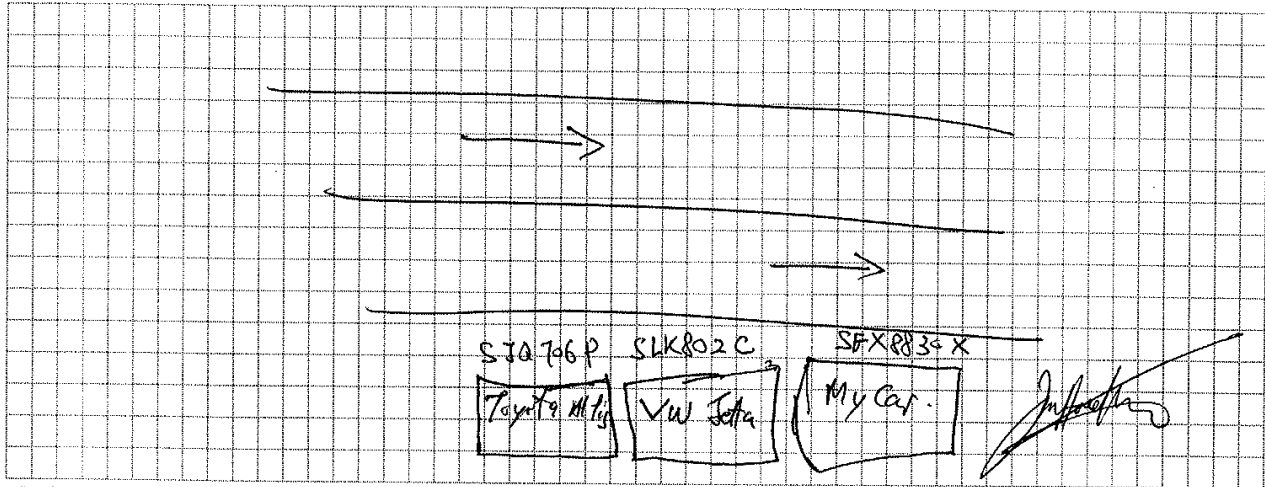 SJQ706P SLK802C SFX8834X
Toyota Altis VW Jetta My Car.